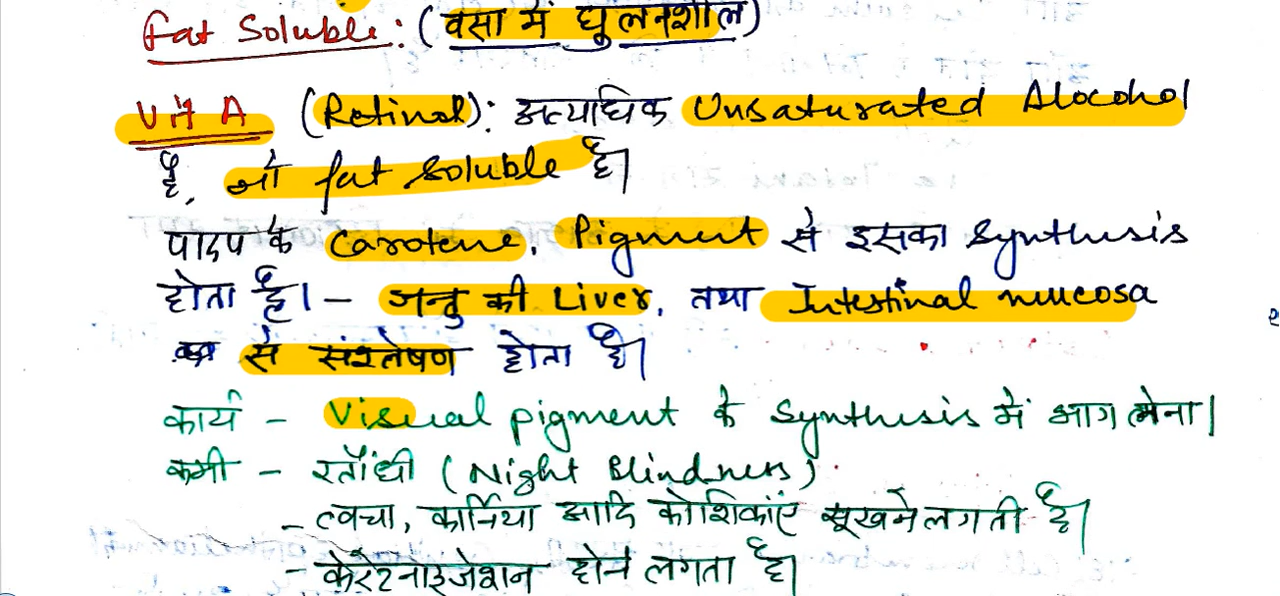 fat Soluble: (वसा में घुलनशील)
Vit A (Retinol): अत्याधिक Unsaturated Alocohol
है, जो fat soluble है।
पादप के Carotene, Pigment से इसका Synthesis
होता है। - जन्तु की Liver, तथा Intestinal mucosa
से संश्लेषण होता है।
कार्य - Visual pigment के Synthesis में भाग लेना।
कमी - रतौंधी (Night Blindness).
- त्वचा, कार्निया आदि कोशिकाएं सूखने लगती है।
- केरेटनाइजेशन होने लगता है।